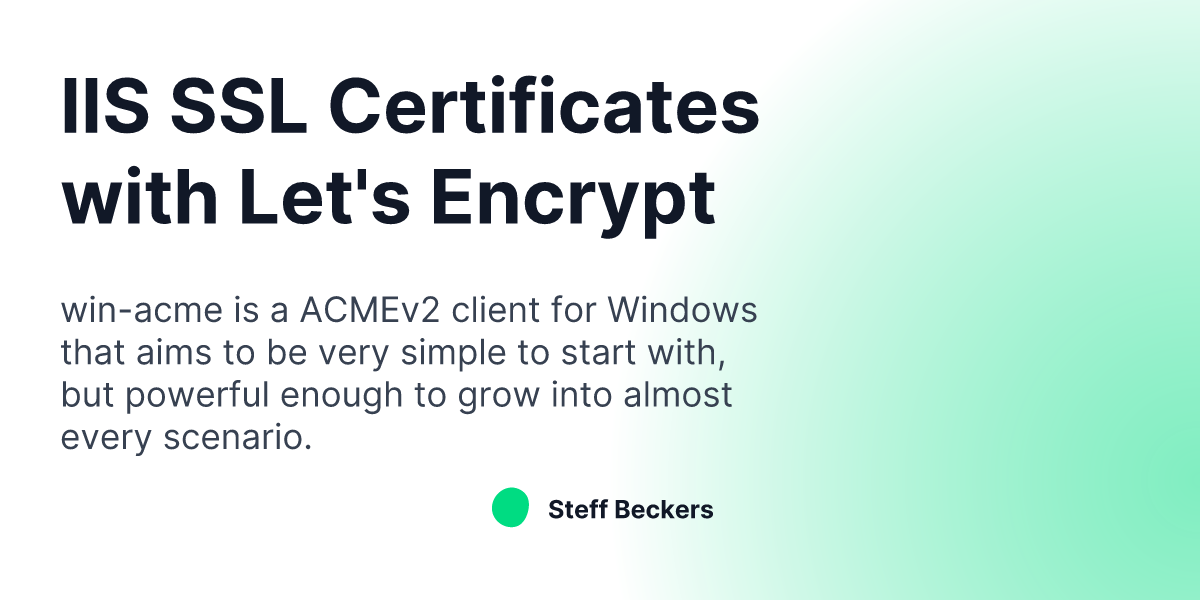 IIS SSL Certificates
with Let's Encrypt
win-acme is a ACMEv2 client for Windows
that aims to be very simple to start with,
but powerful enough to grow into almost
every scenario.
Steff Beckers